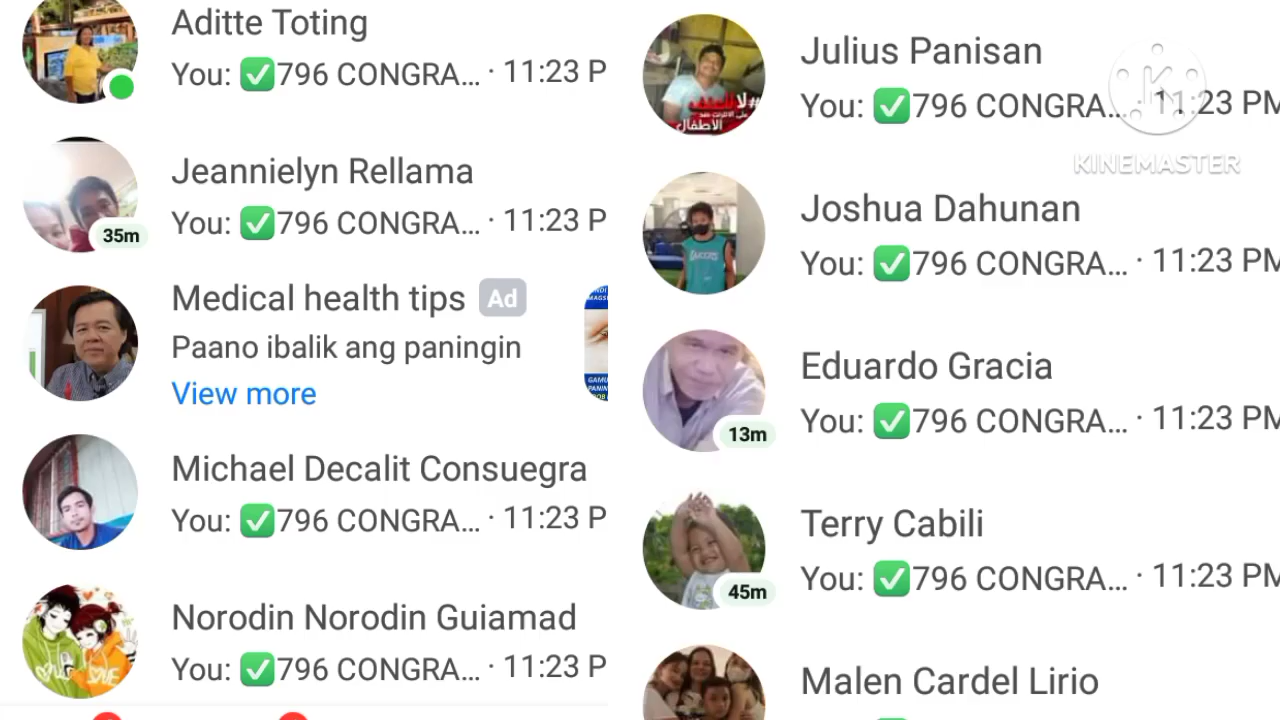 Aditte Toting
You: ✅796 CONGRA... · 11:23 P
Jeannielyn Rellama
You: ✅796 CONGRA... · 11:23 P
35m
Medical health tips Ad
Paano ibalik ang paningin
View more
Michael Decalit Consuegra
You: ✅796 CONGRA... · 11:23 P
Norodin Norodin Guiamad
You: ✅796 CONGRA... · 11:23 P
Julius Panisan
You: ✅796 CONGRA... · 11:23 PM
KINEMASTER
Joshua Dahunan
You: ✅796 CONGRA... · 11:23 PM
Eduardo Gracia
You: ✅796 CONGRA... · 11:23 PM
13m
Terry Cabili
You: ✅796 CONGRA... · 11:23 PM
45m
Malen Cardel Lirio